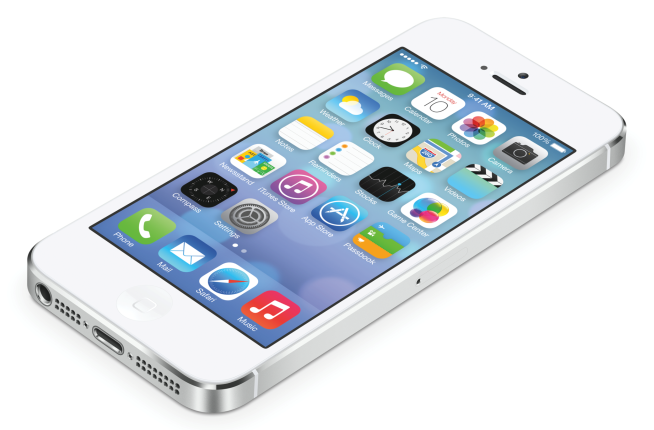 9:41 AM 100%
Monday
10
Messages Calendar Photos Camera
280
Weather Clock Maps Videos
Notes Reminders Stocks Game Center
Newsstand iTunes Store App Store Passbook
Compass Settings
Phone Mail Safari Music